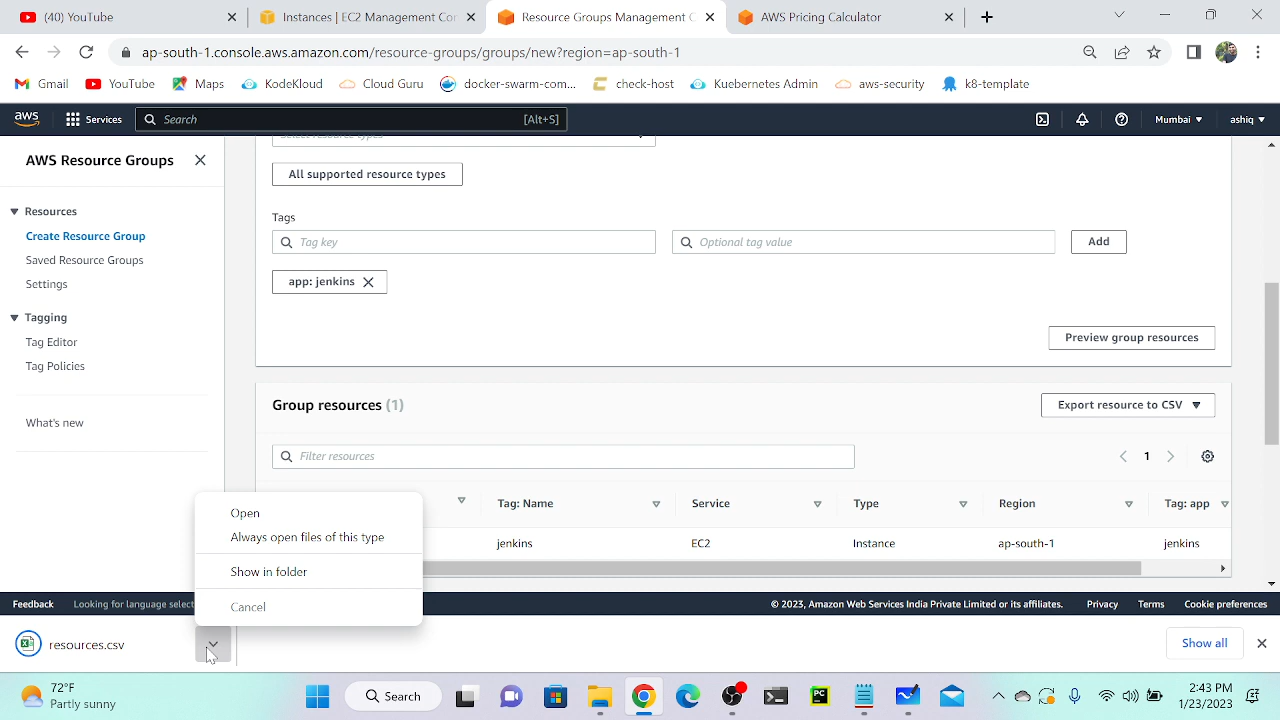 (10) YouTube
Instances | EC2 Management Co
Resource Groups Management C
AWS Pricing Calculator
ap-south-1.console.aws.amazon.com/resource-groups/groups/new?region=ap-south-1
Gmail
YouTube
Maps
KodeKloud
Cloud Guru
docker-swarm-com...
check-host
Kuebernetes Admin
aws-security
k8-template
aws
Services
Search
[Alt+S]
Mumbai
ashiq
AWS Resource Groups
Resources
Create Resource Group
Saved Resource Groups
Settings
Tagging
Tag Editor
Tag Policies
What's new
Select resource types
All supported resource types
Tags
Tag key
Optional tag value
Add
app: jenkins
Preview group resources
Group resources (1)
Export resource to CSV
Filter resources
1
Tag: Name
Service
Type
Region
Tag: app
jenkins
EC2
Instance
ap-south-1
jenkins
Open
Always open files of this type
Show in folder
Cancel
Feedback
Looking for language select
© 2023, Amazon Web Services India Private Limited or its affiliates.
Privacy
Terms
Cookie preferences
resources.csv
Show all
72°F
Partly sunny
Search
PC
2:43 PM
1/23/2023